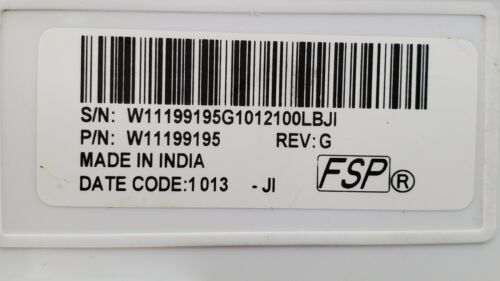 S/N: W11199195G1012100LBJI
P/N: W11199195 REV:G
MADE IN INDIA
DATE CODE:1013 -JI
FSP®